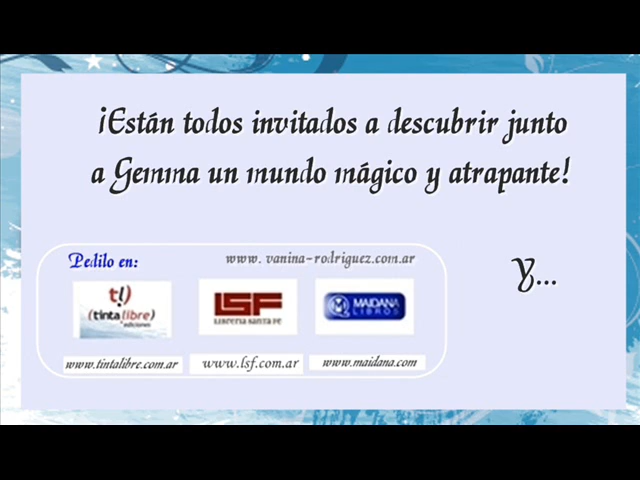 ¡Están todos invitados a descubrir junto
a Gemma un mundo mágico y atrapante!
Y...
Pedilo en:
www. vanina-rodriguez.com.ar
t!)
(tinta libre)
ediciones
LSF
LIBRERIA SANTA FE
MAIDANA
LIBROS
www.tintalibre.com.ar
www.lsf.com.ar
www.maidana.com